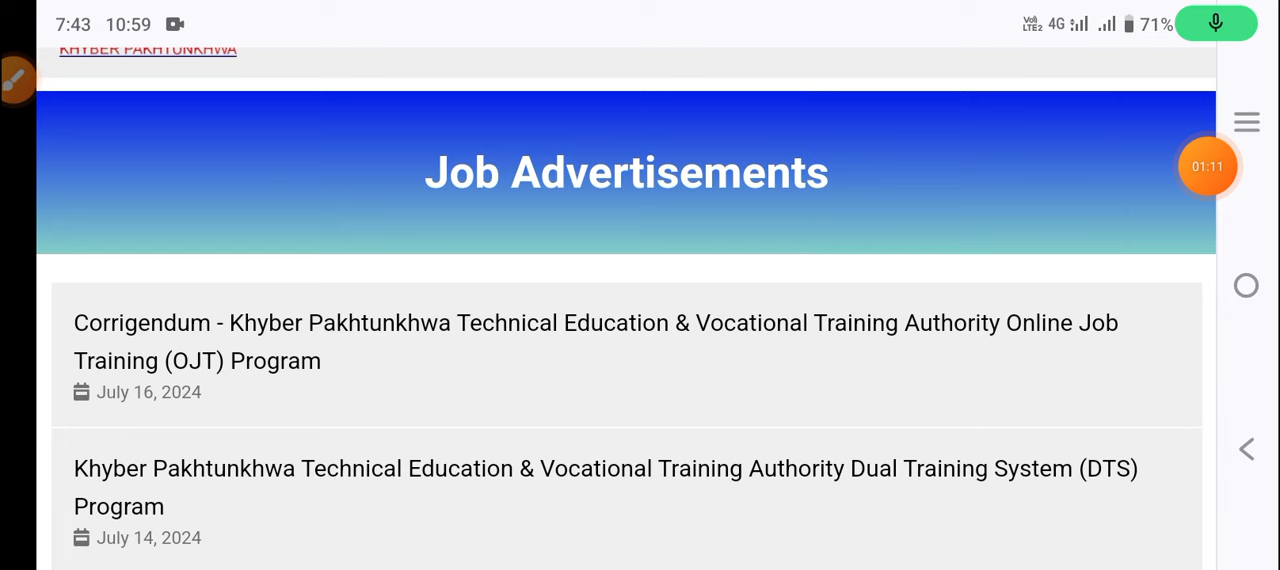 7:43 10:59
Vo) LTE2 4G 71%
KHYBER PAKHTUNKHWA
Job Advertisements
01:11
Corrigendum - Khyber Pakhtunkhwa Technical Education & Vocational Training Authority Online Job
Training (OJT) Program
July 16, 2024
Khyber Pakhtunkhwa Technical Education & Vocational Training Authority Dual Training System (DTS)
Program
July 14, 2024